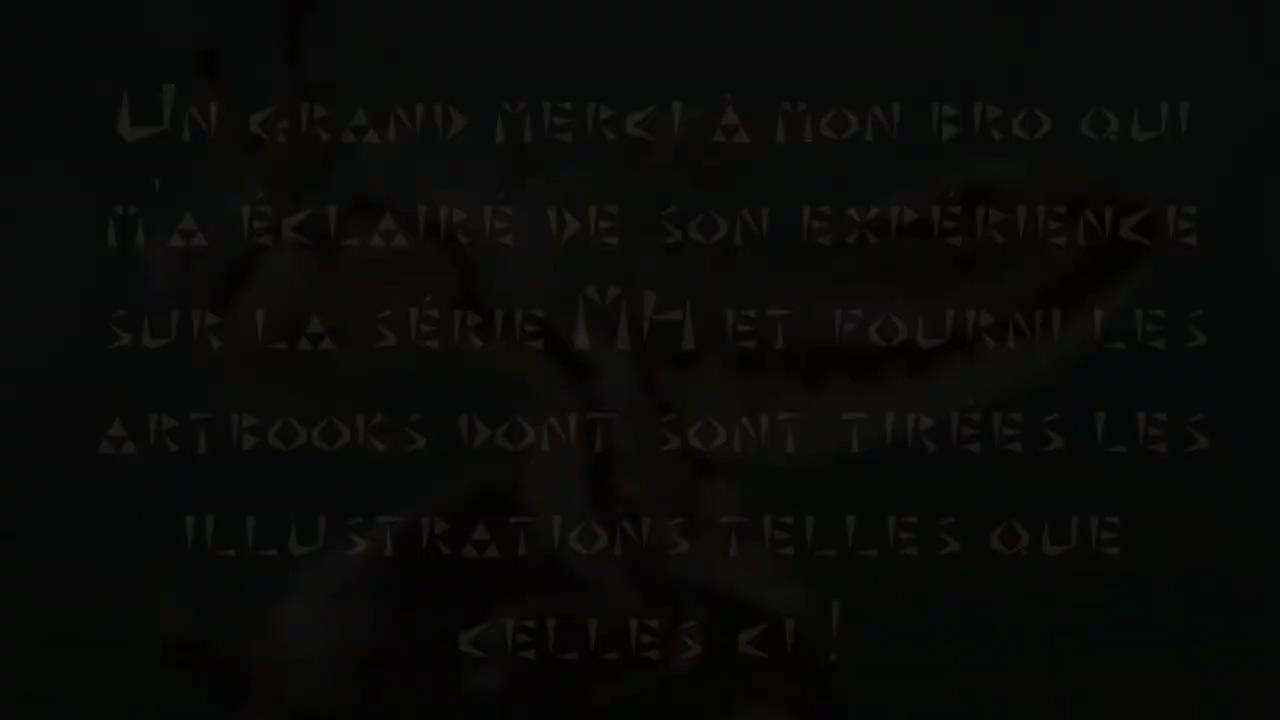 Un grand merci à mon bro qui
m'a éclairé de son expérience
sur la série MH et fourni les
artbooks dont sont tirées les
illustrations telles que
celles ci !